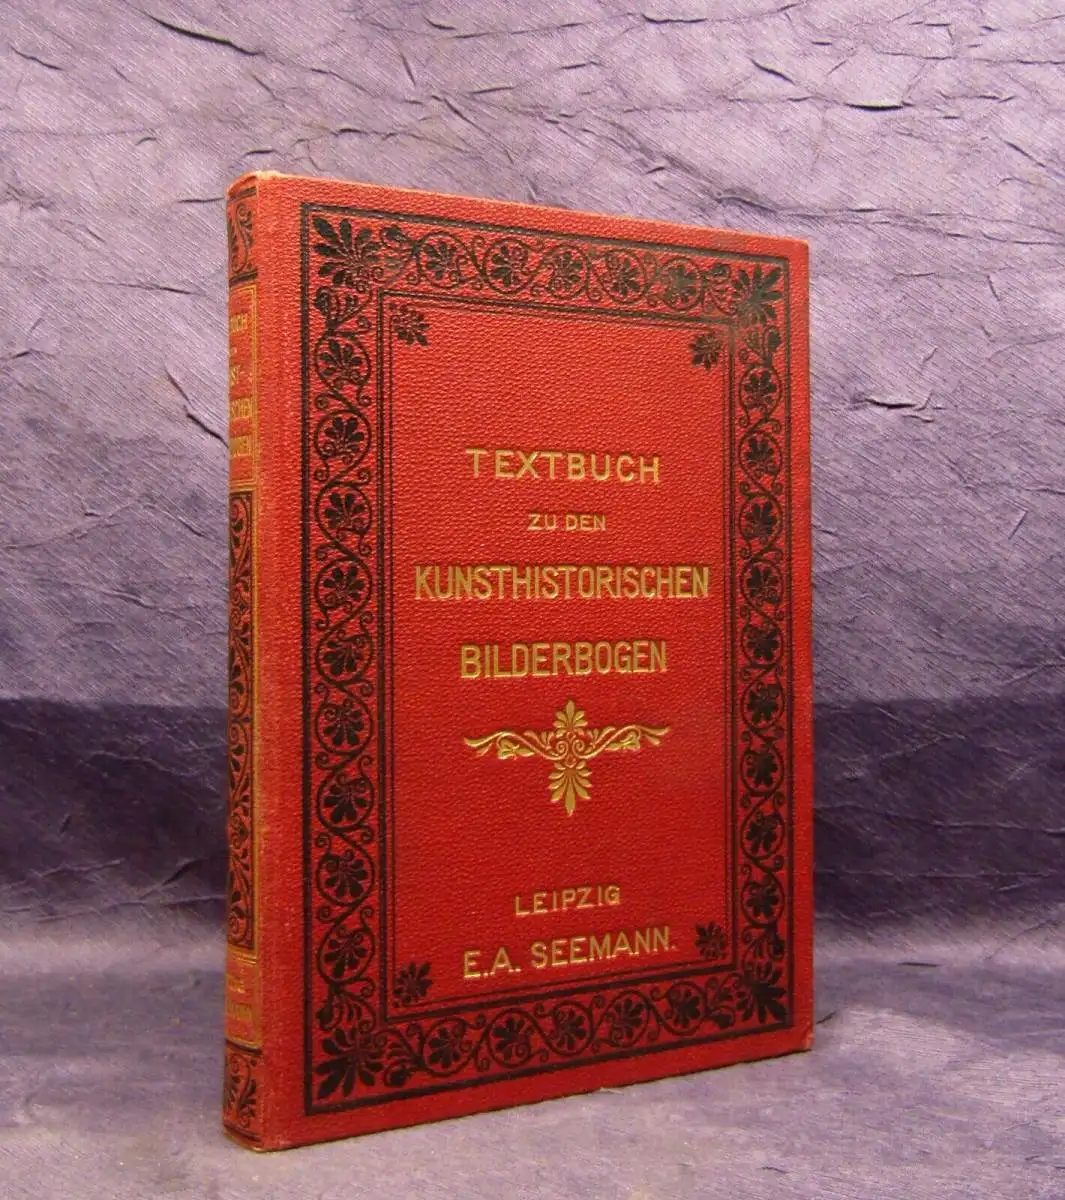 TEXTBUCH
ZU DEN
KUNSTHISTORISCHEN
BILDERBOGEN
LEIPZIG
E.A. SEEMANN.